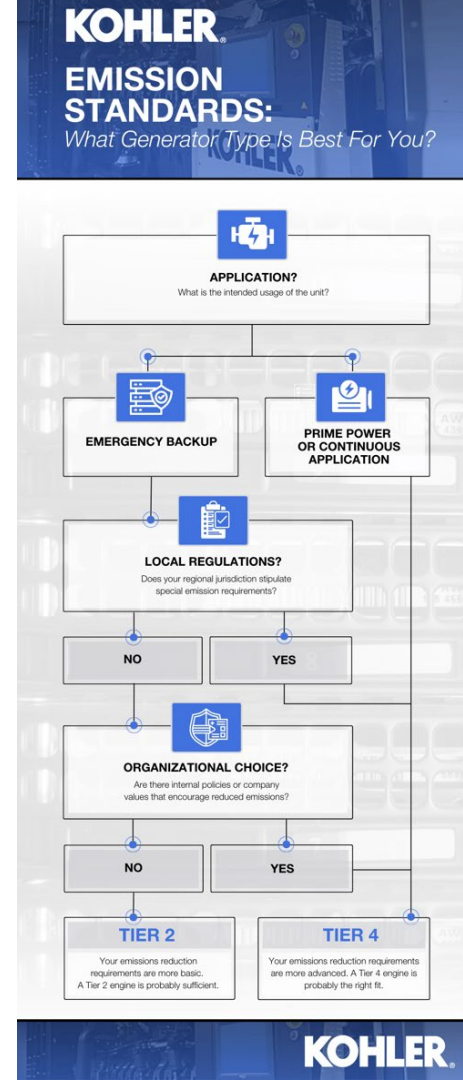 KOHLER®
EMISSION
STANDARDS:
What Generator Type Is Best For You?
KOHLER®
APPLICATION?
What is the intended usage of the unit?
EMERGENCY BACKUP
PRIME POWER
OR CONTINUOUS
APPLICATION
LOCAL REGULATIONS?
Does your regional jurisdiction stipulate
special emission requirements?
NO
YES
ORGANIZATIONAL CHOICE?
Are there internal policies or company
values that encourage reduced emissions?
NO
YES
TIER 2
Your emissions reduction
requirements are more basic.
A Tier 2 engine is probably sufficient.
TIER 4
Your emissions reduction requirements
are more advanced. A Tier 4 engine is
probably the right fit.
KOHLER®